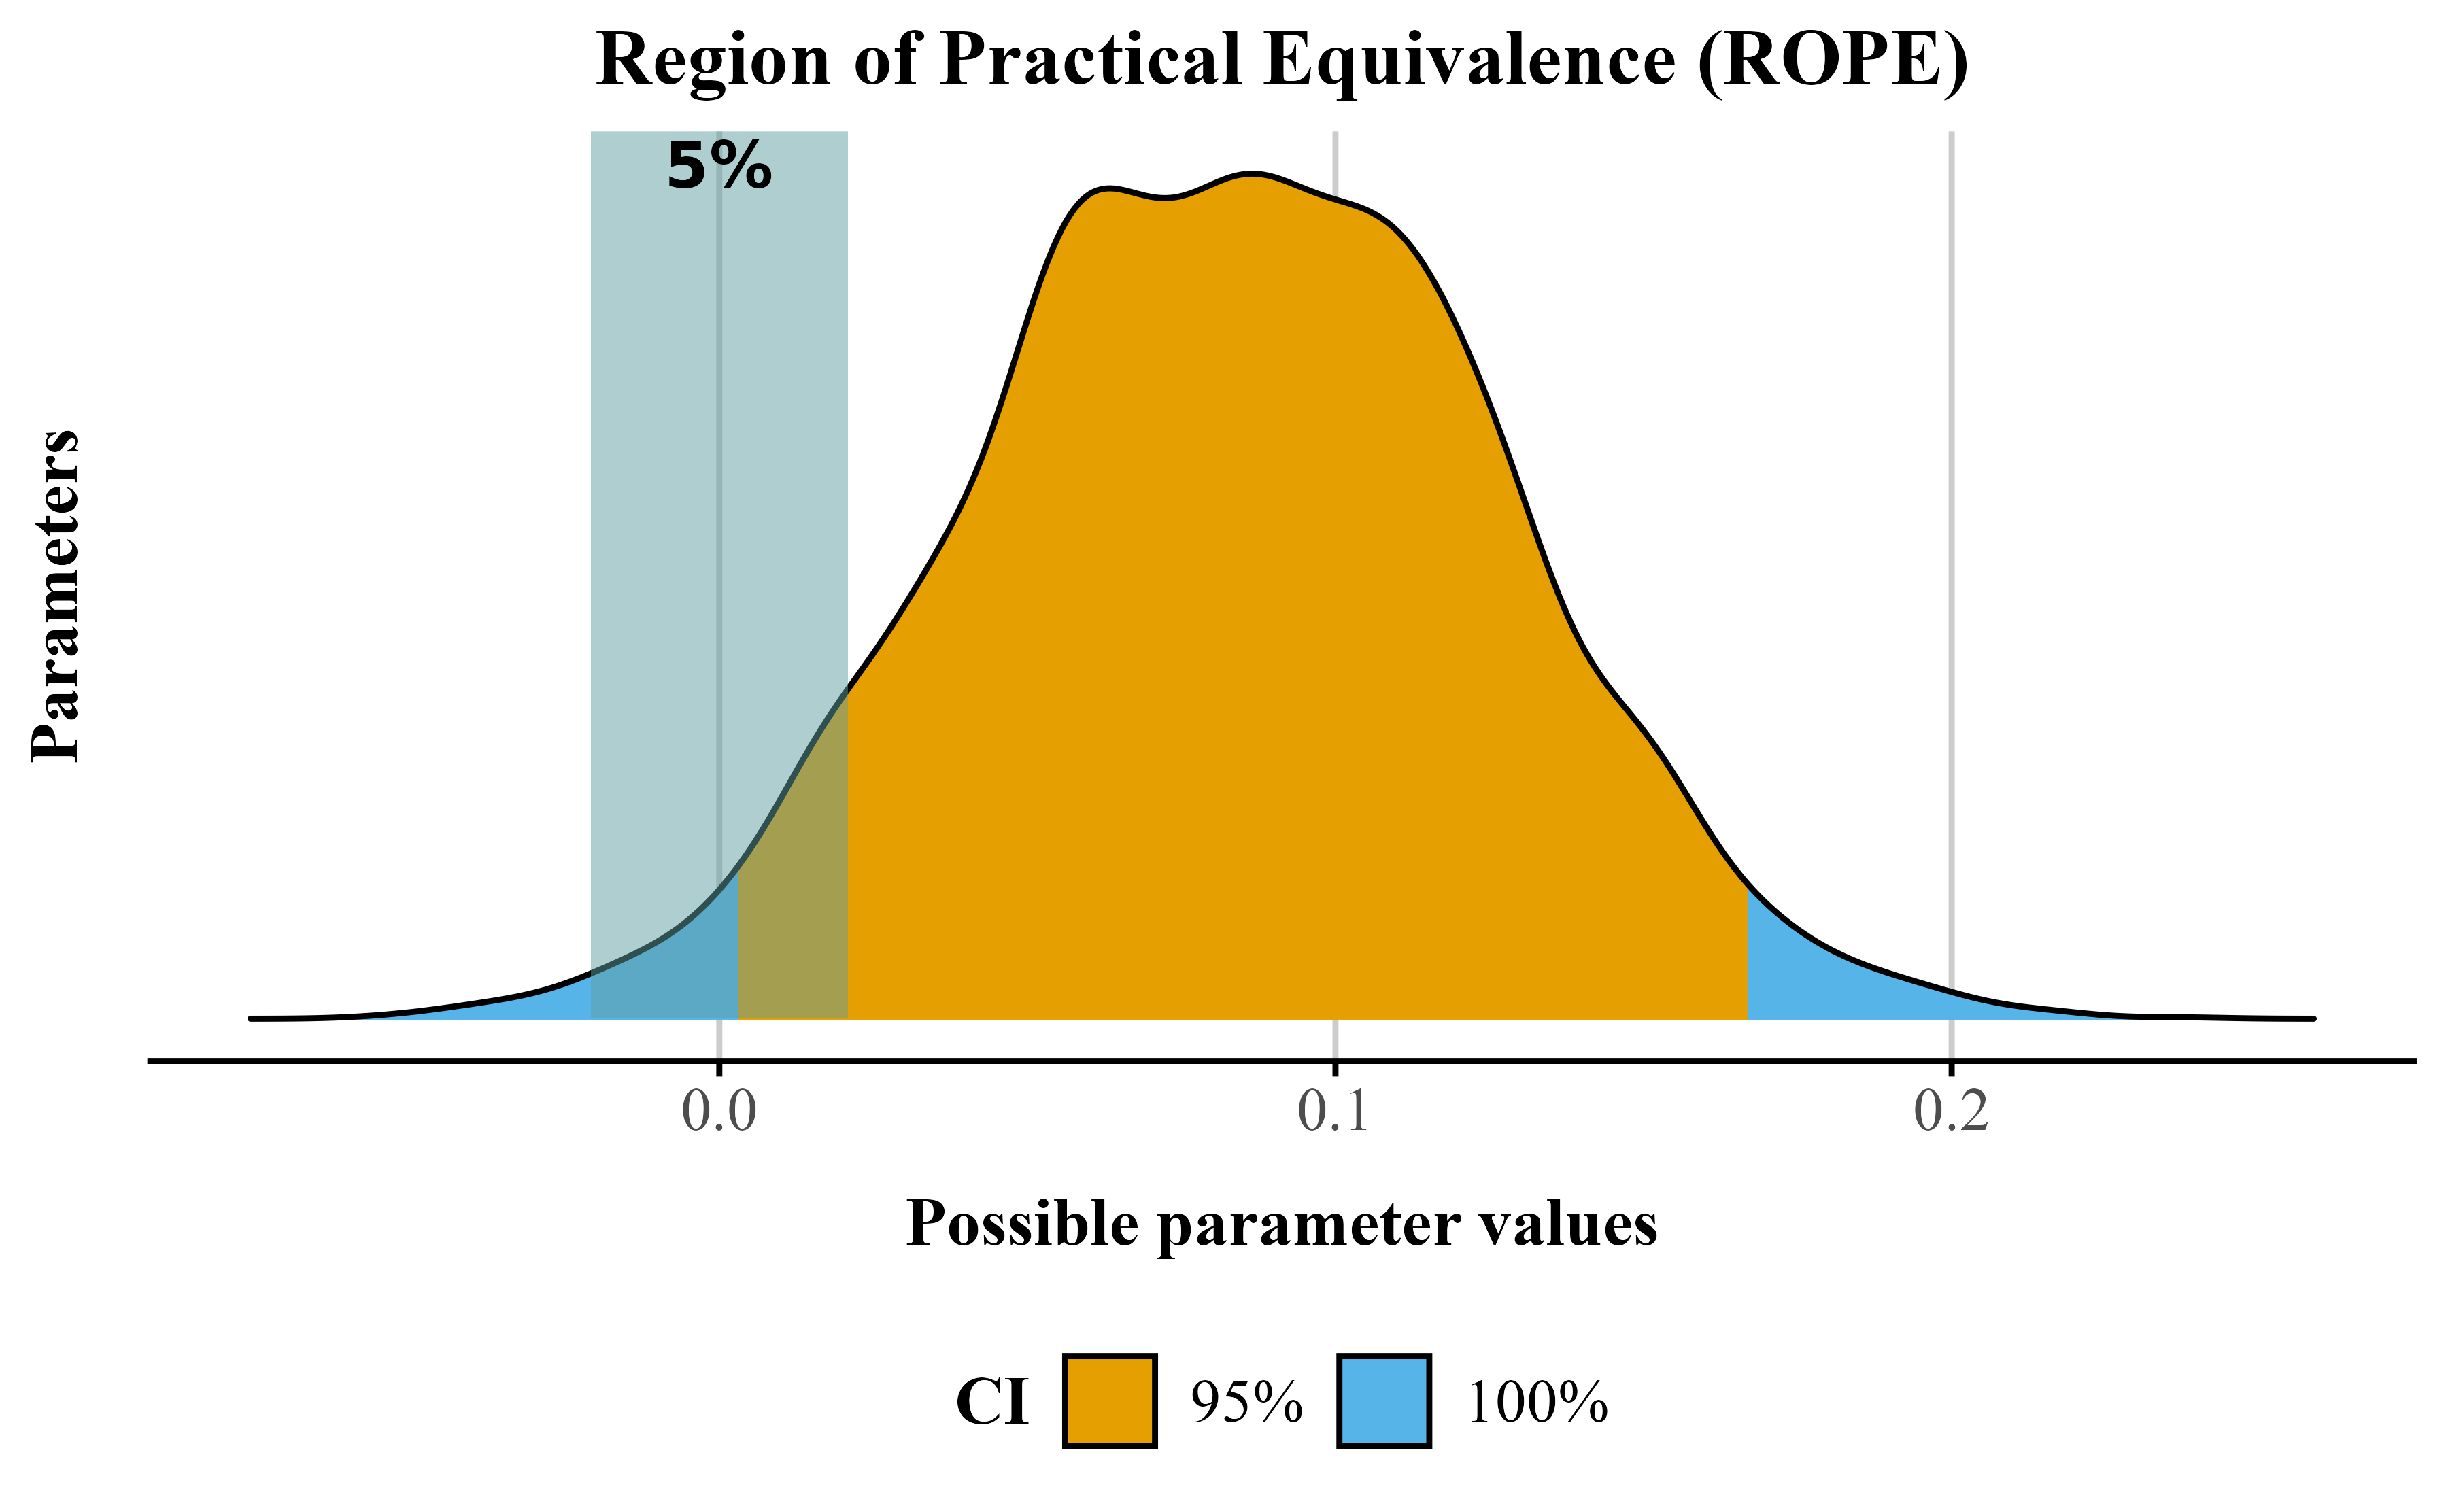 Region of Practical Equivalence (ROPE)
5%
Parameters
0.0 0.1 0.2
Possible parameter values
CI 95% 100%